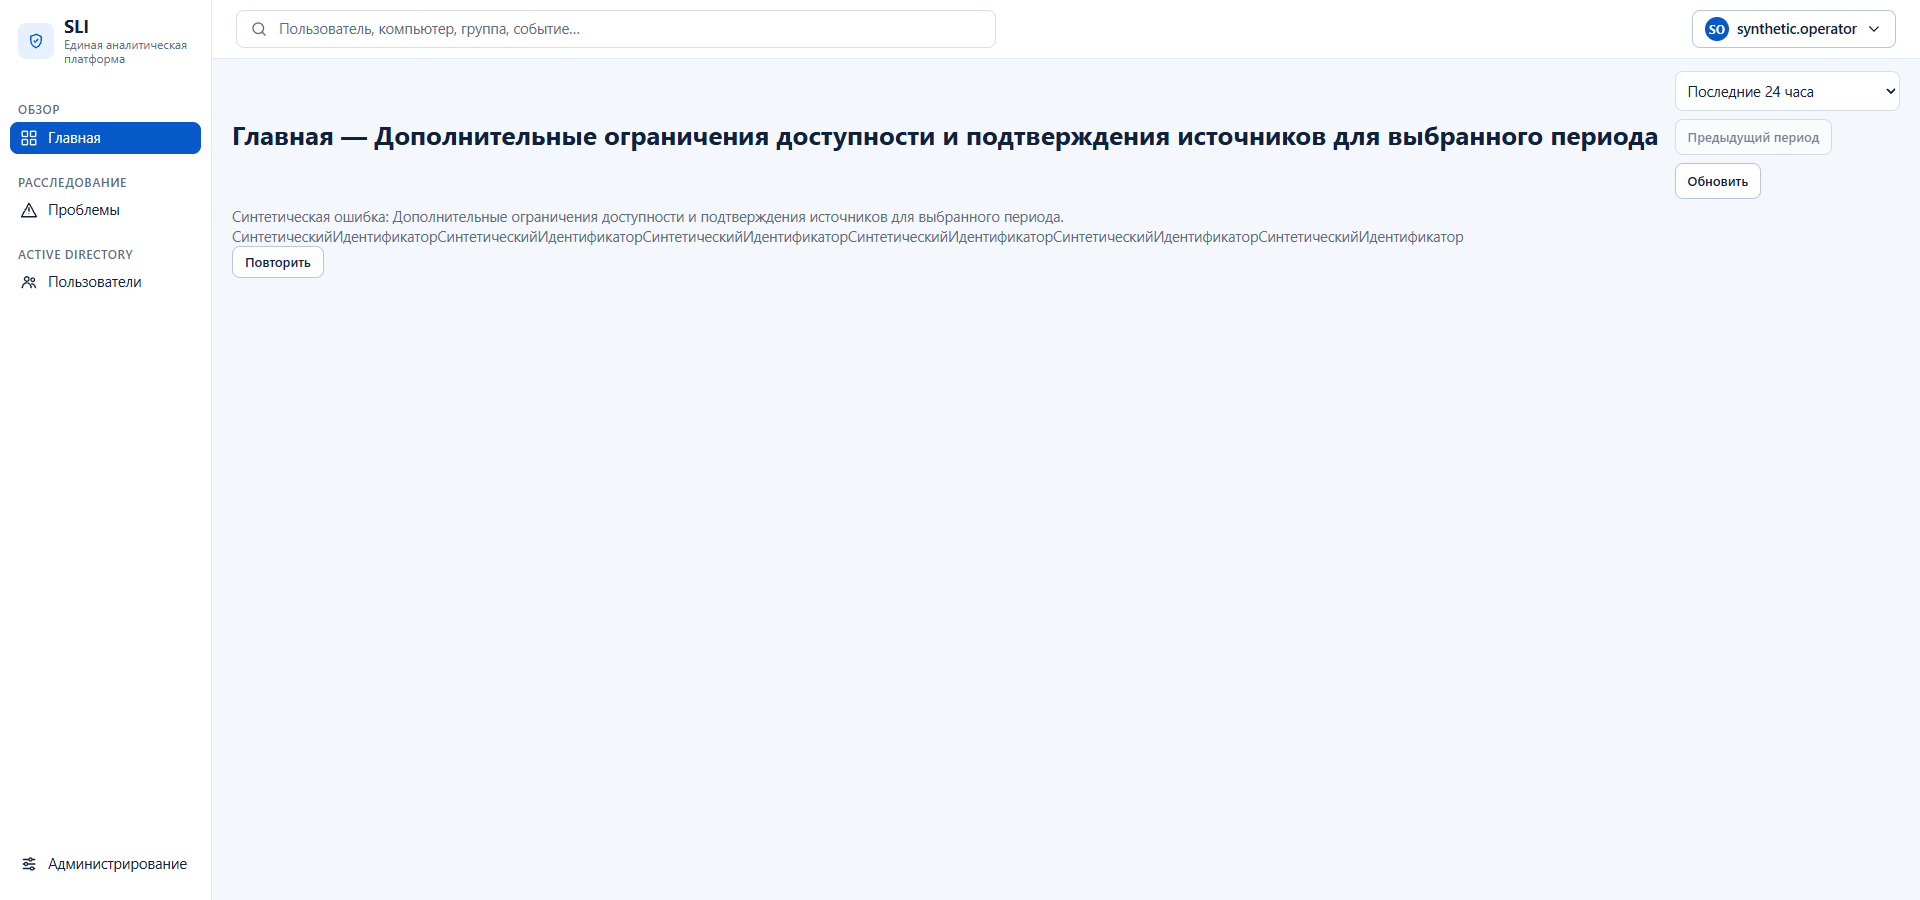 SLI
Единая аналитическая
платформа
ОБЗОР
Главная
РАССЛЕДОВАНИЕ
Проблемы
ACTIVE DIRECTORY
Пользователи
Администрирование
Пользователь, компьютер, группа, событие...
SO synthetic.operator
Главная — Дополнительные ограничения доступности и подтверждения источников для выбранного периода
Последние 24 часа
Предыдущий период
Обновить
Синтетическая ошибка: Дополнительные ограничения доступности и подтверждения источников для выбранного периода.
СинтетическийИдентификаторСинтетическийИдентификаторСинтетическийИдентификаторСинтетическийИдентификаторСинтетическийИдентификаторСинтетическийИдентификатор
Повторить